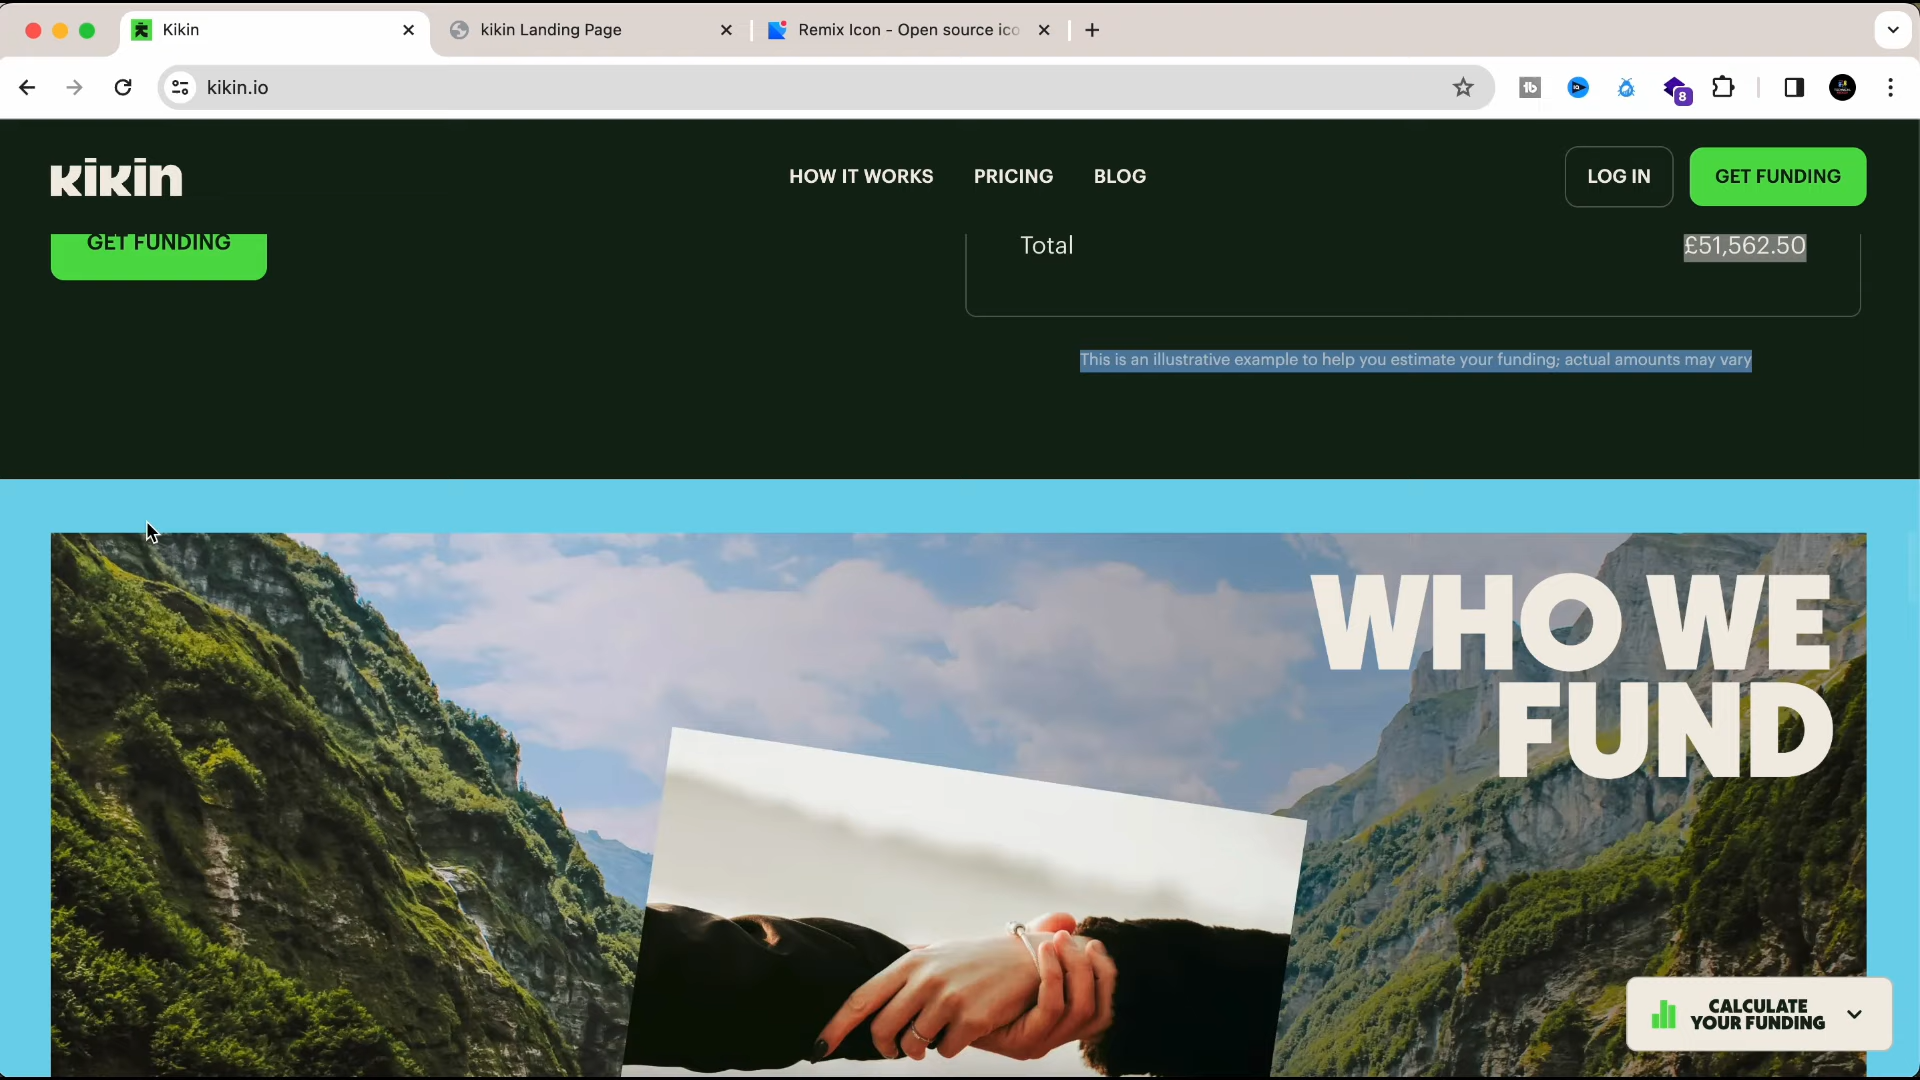 Kikin
kikin Landing Page
Remix Icon - Open source ico
kikin.io
8
kikin
HOW IT WORKS
PRICING
BLOG
LOG IN
GET FUNDING
GET FUNDING
Total
£51,562.50
This is an illustrative example to help you estimate your funding; actual amounts may vary
WHO WE
FUND
CALCULATE
YOUR FUNDING